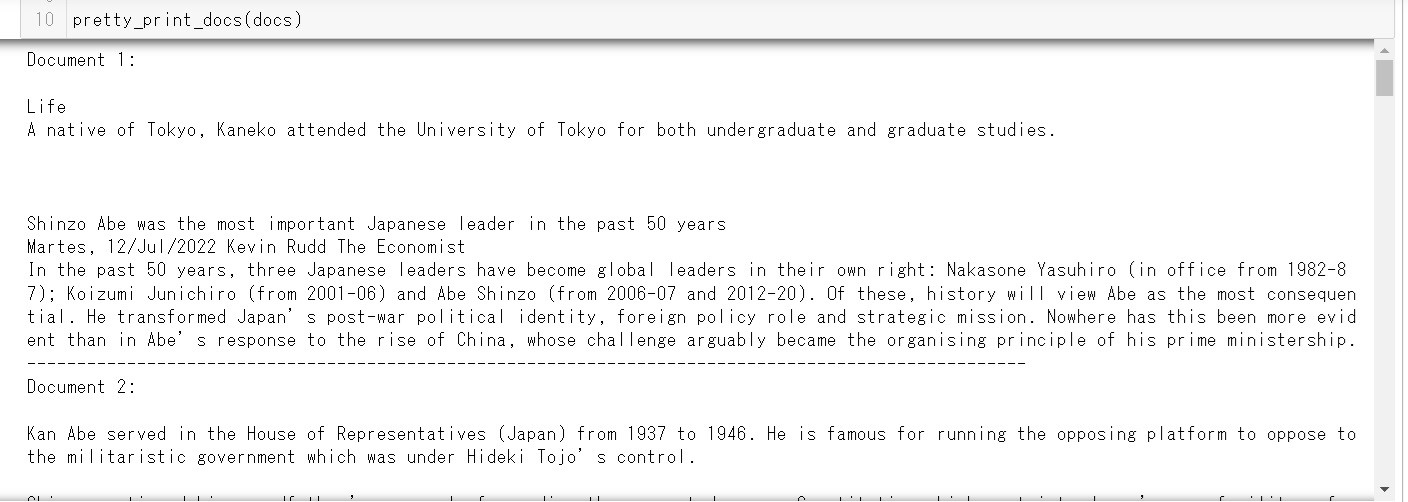 10 pretty_print_docs(docs)
Document 1:
Life
A native of Tokyo, Kaneko attended the University of Tokyo for both undergraduate and graduate studies.
Shinzo Abe was the most important Japanese leader in the past 50 years
Martes, 12/Jul/2022 Kevin Rudd The Economist
In the past 50 years, three Japanese leaders have become global leaders in their own right: Nakasone Yasuhiro (in office from 1982-8
7); Koizumi Junichiro (from 2001-06) and Abe Shinzo (from 2006-07 and 2012-20). Of these, history will view Abe as the most consequen
tial. He transformed Japan’s post-war political identity, foreign policy role and strategic mission. Nowhere has this been more evid
ent than in Abe’s response to the rise of China, whose challenge arguably became the organising principle of his prime ministership.
----------------------------------------------------------------------------------------------------
Document 2:
Kan Abe served in the House of Representatives (Japan) from 1937 to 1946. He is famous for running the opposing platform to oppose to
the militaristic government which was under Hideki Tojo’s control.